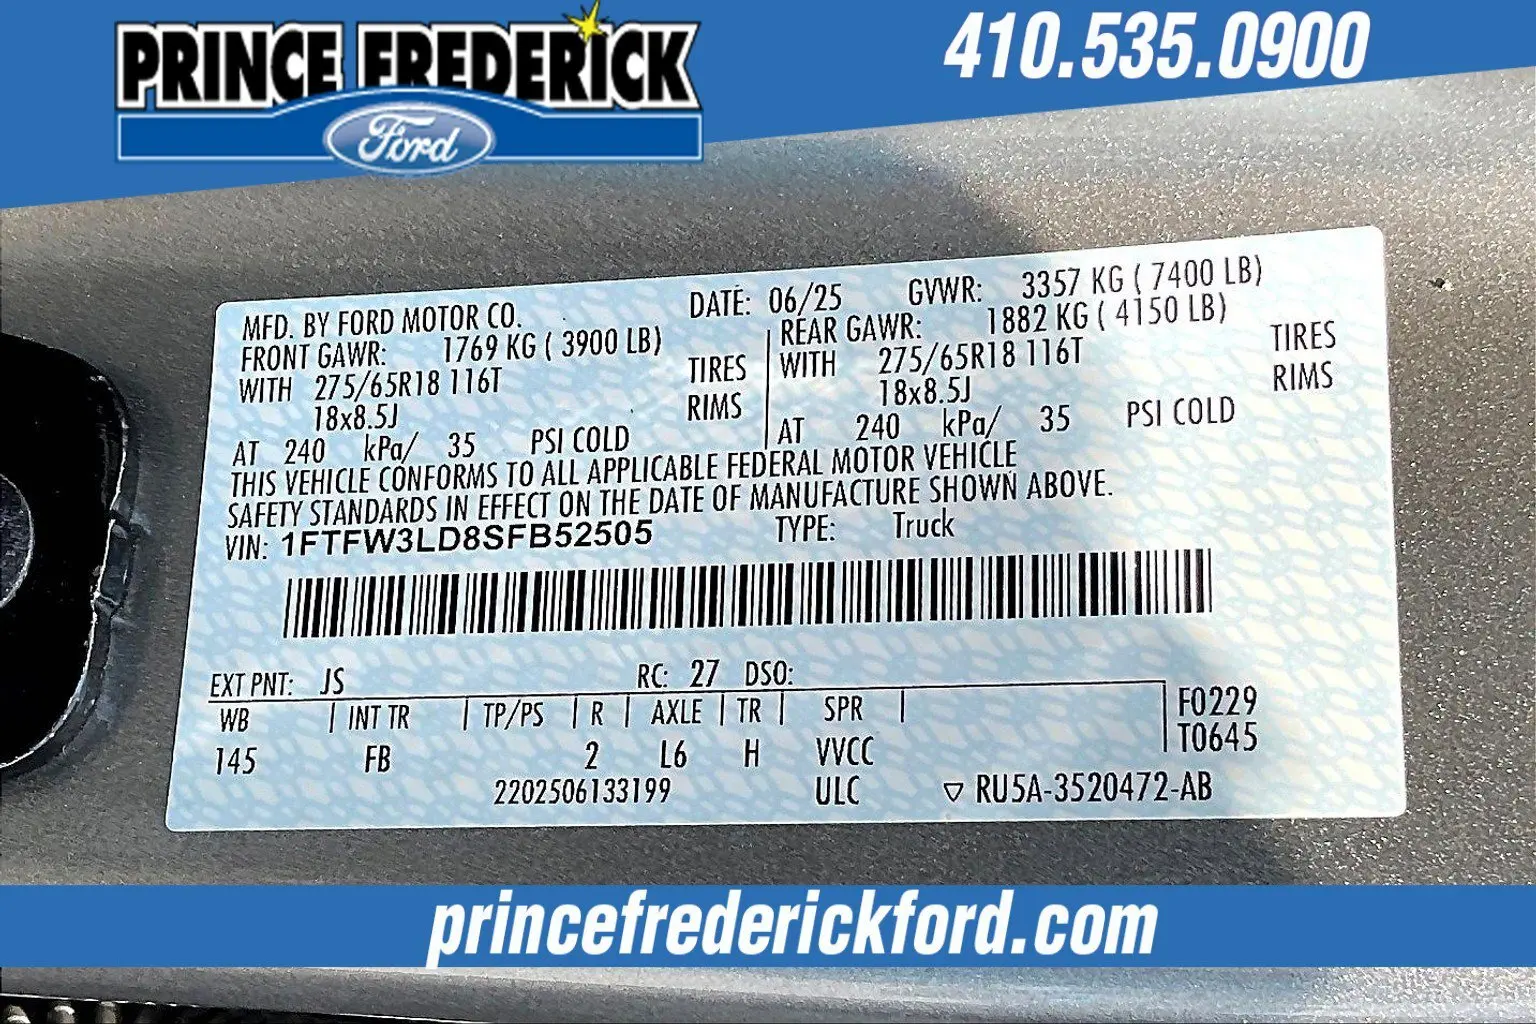 PRINCE FREDERICK
Ford
410.535.0900
MFD. BY FORD MOTOR CO.
DATE: 06/25
GVWR: 3357 KG ( 7400 LB)
FRONT GAWR: 1769 KG ( 3900 LB)
REAR GAWR: 1882 KG ( 4150 LB)
WITH 275/65R18 116T TIRES
WITH 275/65R18 116T TIRES
18x8.5J RIMS
18x8.5J RIMS
AT 240 kPa/ 35 PSI COLD
AT 240 kPa/ 35 PSI COLD
THIS VEHICLE CONFORMS TO ALL APPLICABLE FEDERAL MOTOR VEHICLE
SAFETY STANDARDS IN EFFECT ON THE DATE OF MANUFACTURE SHOWN ABOVE.
VIN: 1FTFW3LD8SFB52505 TYPE: Truck
EXT PNT: JS RC: 27 DSO:
WB | INT TR | TP/PS | R | AXLE | TR | SPR | F0229
145 FB 2 L6 H VVCC T0645
2202506133199 ULC ▽ RU5A-3520472-AB
princefrederickford.com